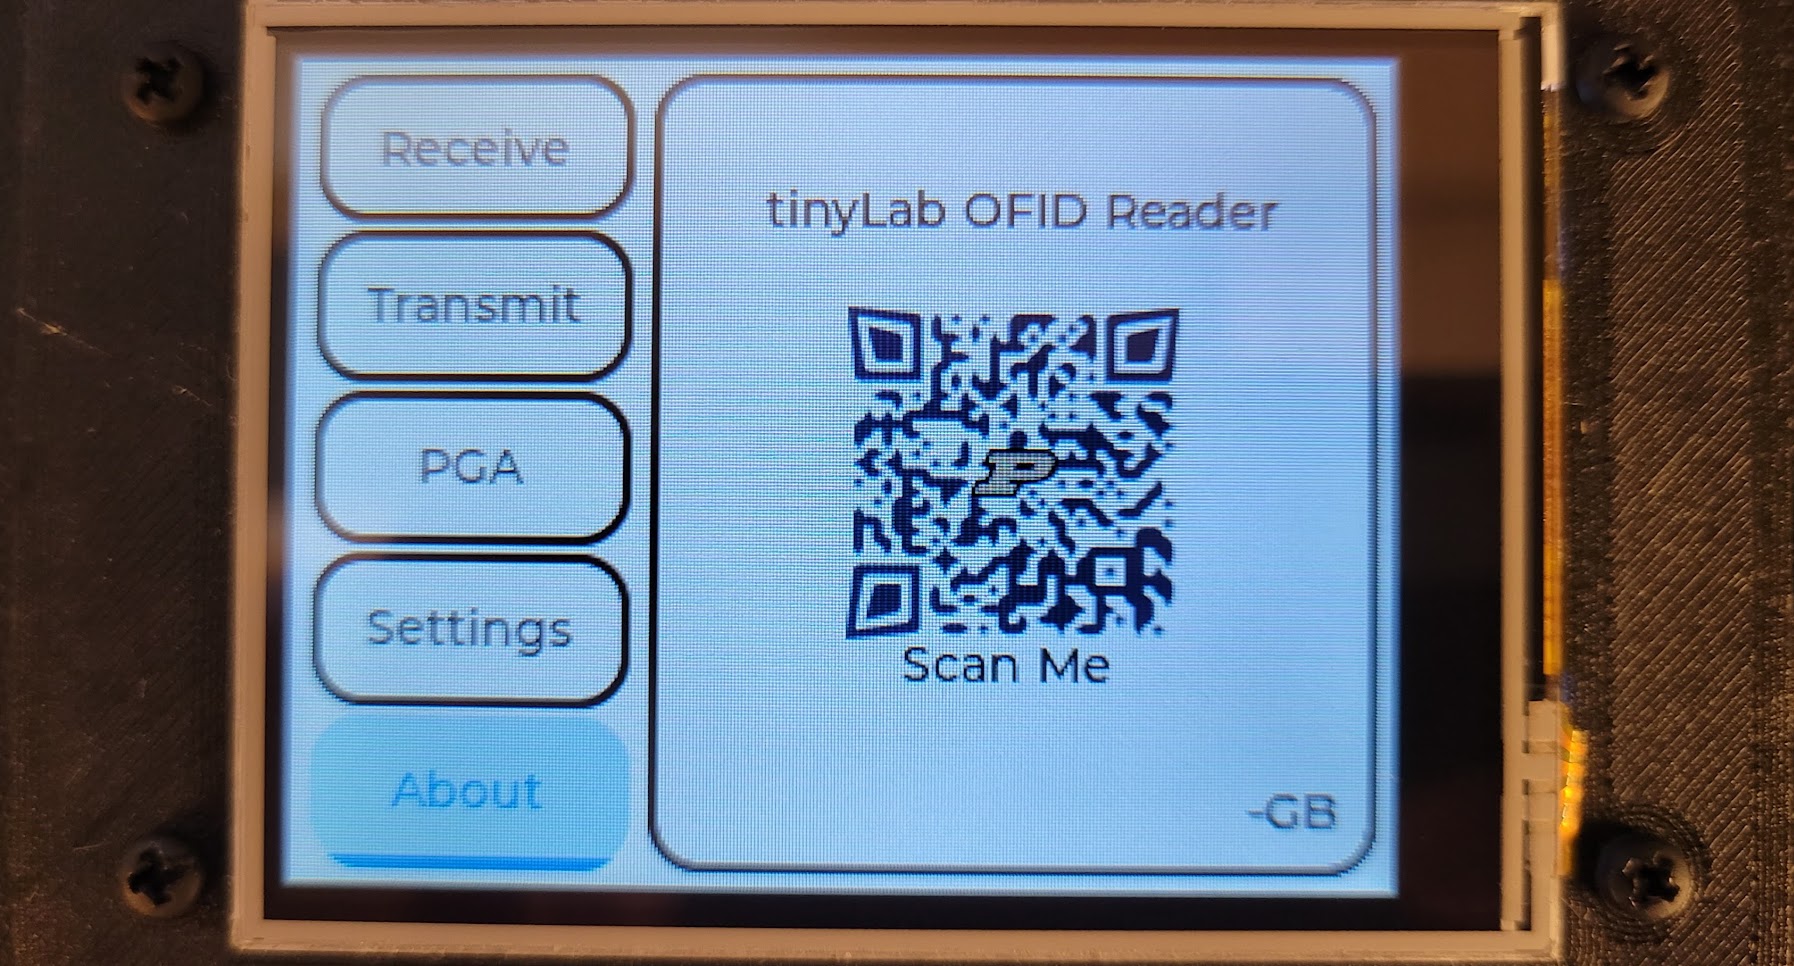 Receive
Transmit
PGA
Settings
About
tinyLab OFID Reader
P
Scan Me
-GB